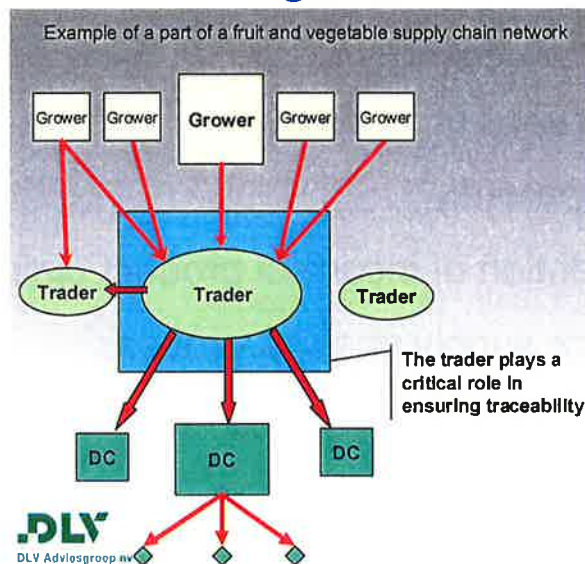 Example of a part of a fruit and vegetable supply chain network
Grower
Grower
Grower
Grower
Grower
Trader
Trader
Trader
The trader plays a
critical role in
ensuring traceability
DC
DC
DC
DLV
DLV Adviesgroep nv